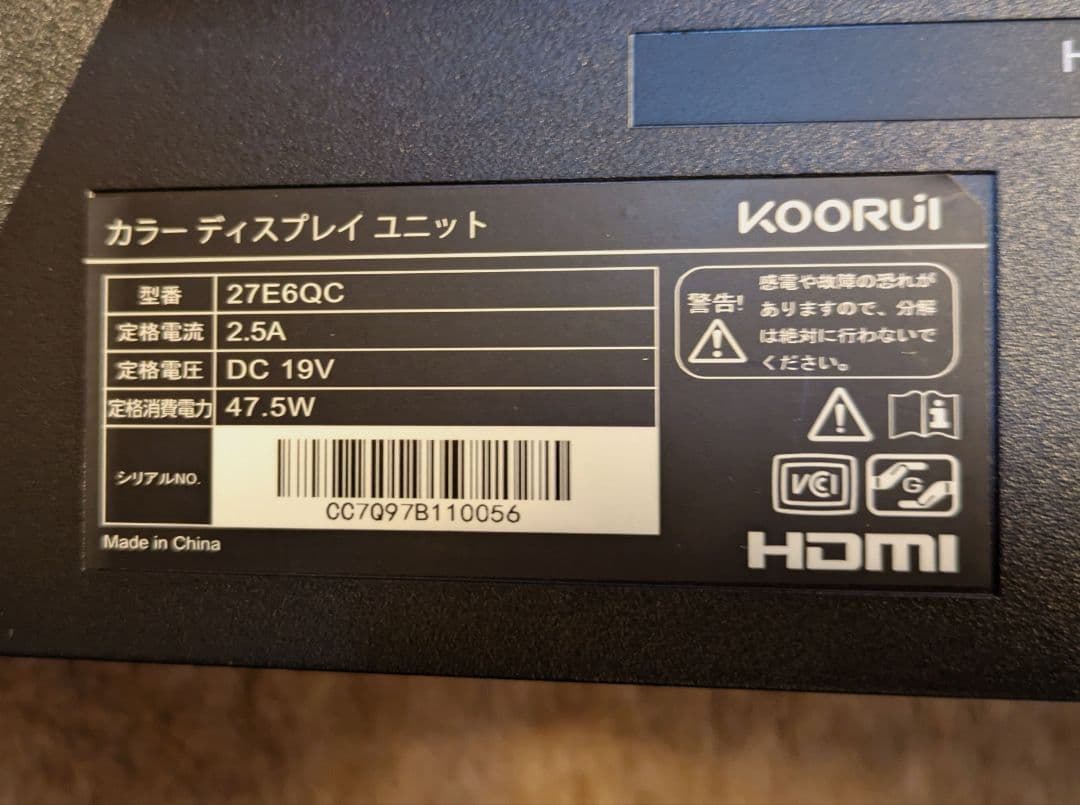 H
カラー ディスプレイ ユニット
KOORUI
型番 27E6QC
定格電流 2.5A
定格電圧 DC 19V
定格消費電力 47.5W
シリアルNO.
CC7Q97B110056
Made in China
警告!
感電や故障の恐れが
ありますので、分解
は絶対に行わないで
ください。
VCCI
G
HDMI